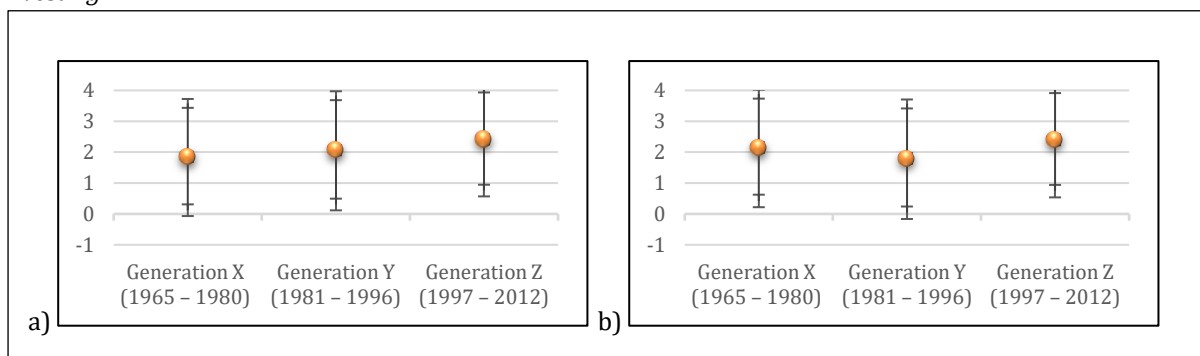 4
3
2
1
0
-1
Generation X
(1965 – 1980)
Generation Y
(1981 – 1996)
Generation Z
(1997 – 2012)
a)
4
3
2
1
0
-1
Generation X
(1965 – 1980)
Generation Y
(1981 – 1996)
Generation Z
(1997 – 2012)
b)